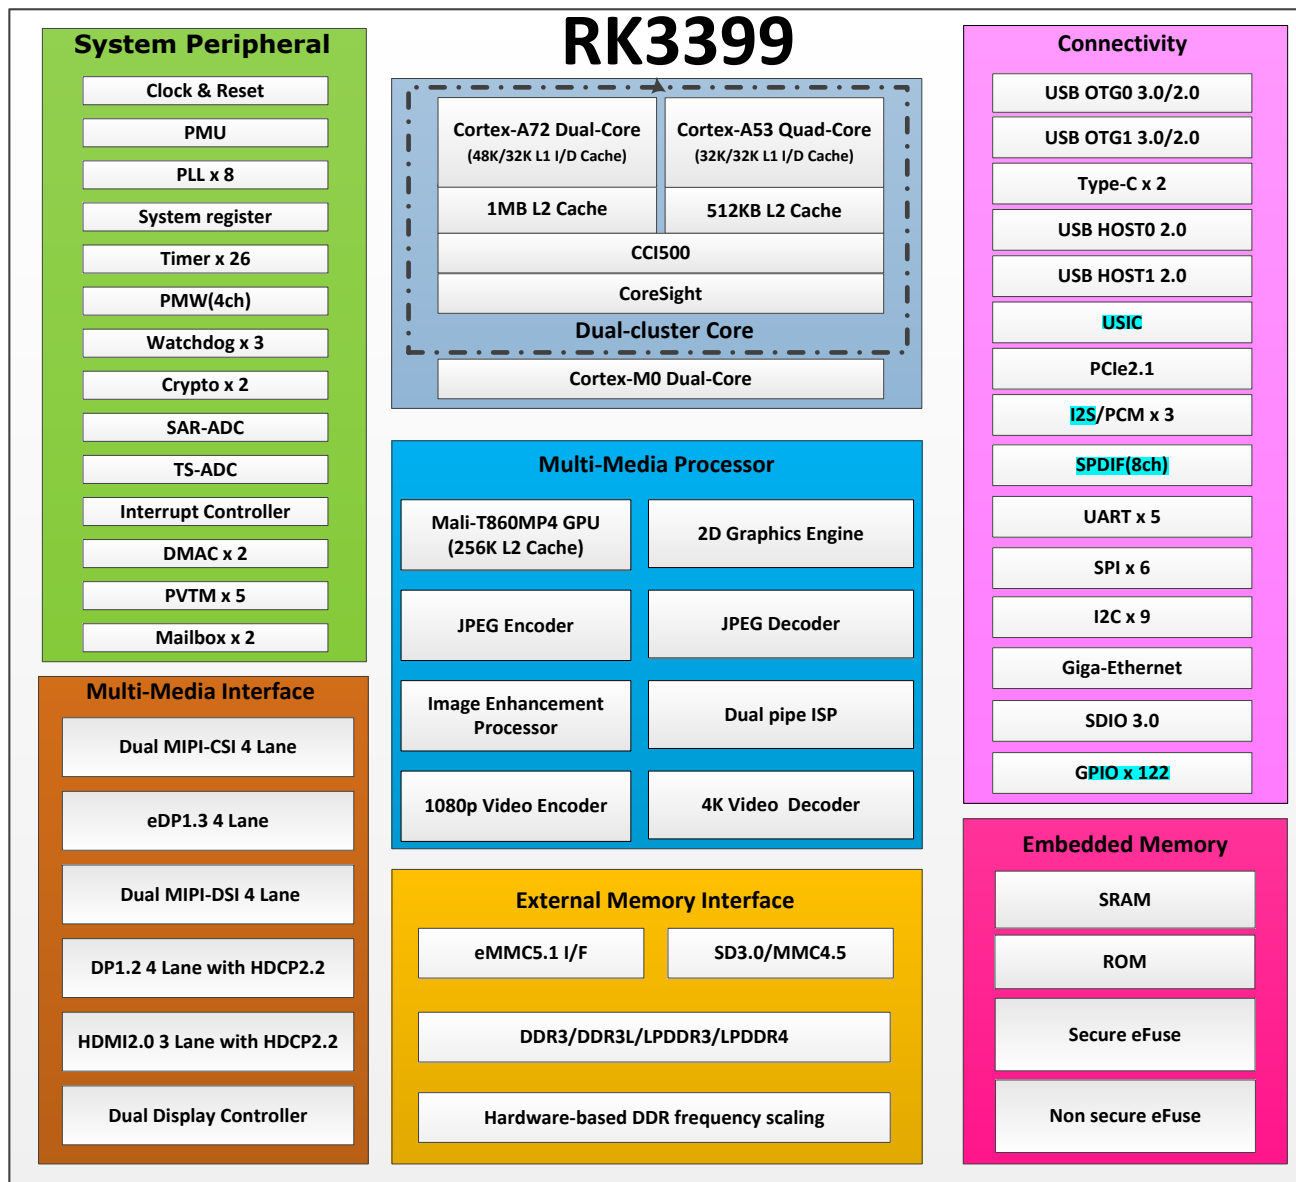 RK3399
System Peripheral
Clock & Reset
PMU
PLL x 8
System register
Timer x 26
PMW(4ch)
Watchdog x 3
Crypto x 2
SAR-ADC
TS-ADC
Interrupt Controller
DMAC x 2
PVTM x 5
Mailbox x 2
Multi-Media Interface
Dual MIPI-CSI 4 Lane
eDP1.3 4 Lane
Dual MIPI-DSI 4 Lane
DP1.2 4 Lane with HDCP2.2
HDMI2.0 3 Lane with HDCP2.2
Dual Display Controller
Cortex-A72 Dual-Core
(48K/32K L1 I/D Cache)
Cortex-A53 Quad-Core
(32K/32K L1 I/D Cache)
1MB L2 Cache
512KB L2 Cache
CCI500
CoreSight
Dual-cluster Core
Cortex-M0 Dual-Core
Multi-Media Processor
Mali-T860MP4 GPU
(256K L2 Cache)
2D Graphics Engine
JPEG Encoder
JPEG Decoder
Image Enhancement
Processor
Dual pipe ISP
1080p Video Encoder
4K Video Decoder
External Memory Interface
eMMC5.1 I/F
SD3.0/MMC4.5
DDR3/DDR3L/LPDDR3/LPDDR4
Hardware-based DDR frequency scaling
Connectivity
USB OTG0 3.0/2.0
USB OTG1 3.0/2.0
Type-C x 2
USB HOST0 2.0
USB HOST1 2.0
USIC
PCIe2.1
I2S/PCM x 3
SPDIF(8ch)
UART x 5
SPI x 6
I2C x 9
Giga-Ethernet
SDIO 3.0
GPIO x 122
Embedded Memory
SRAM
ROM
Secure eFuse
Non secure eFuse